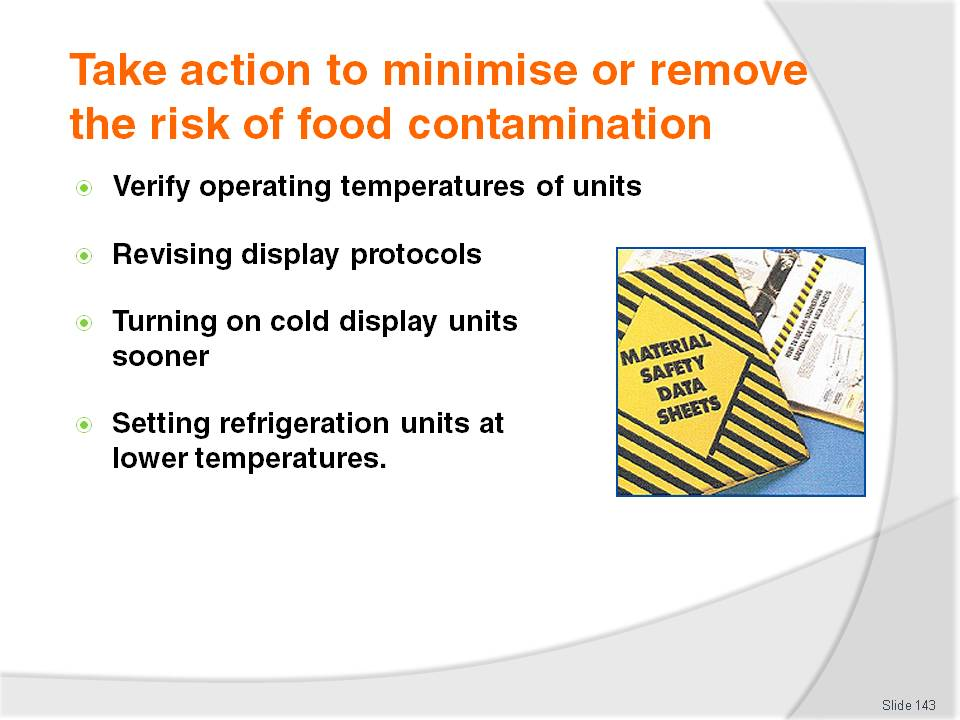 Take action to minimise or remove
the risk of food contamination
Verify operating temperatures of units
Revising display protocols
Turning on cold display units
sooner
Setting refrigeration units at
lower temperatures.
MATERIAL
SAFETY
DATA
SHEETS
Slide 143